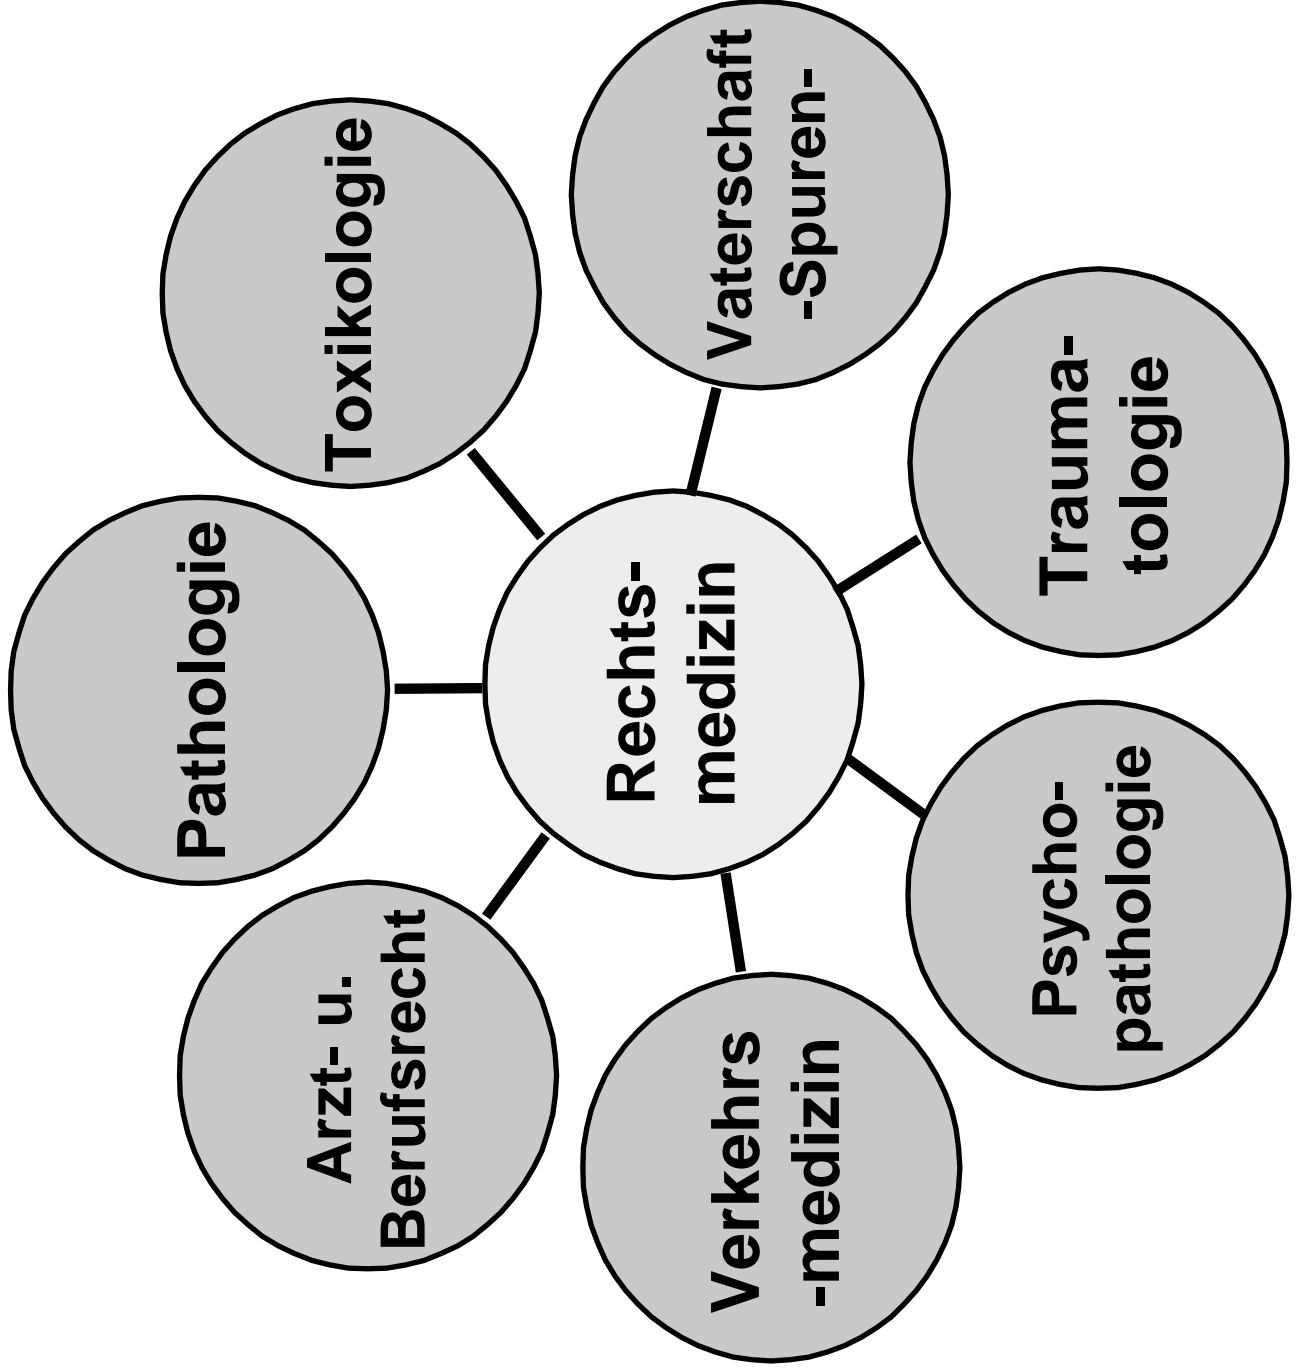 Pathologie
Toxikologie
Vaterschaft
-Spuren-
Trauma-
tologie
Psycho-
pathologie
Verkehrs
-medizin
Arzt- u.
Berufsrecht
Rechts-
medizin